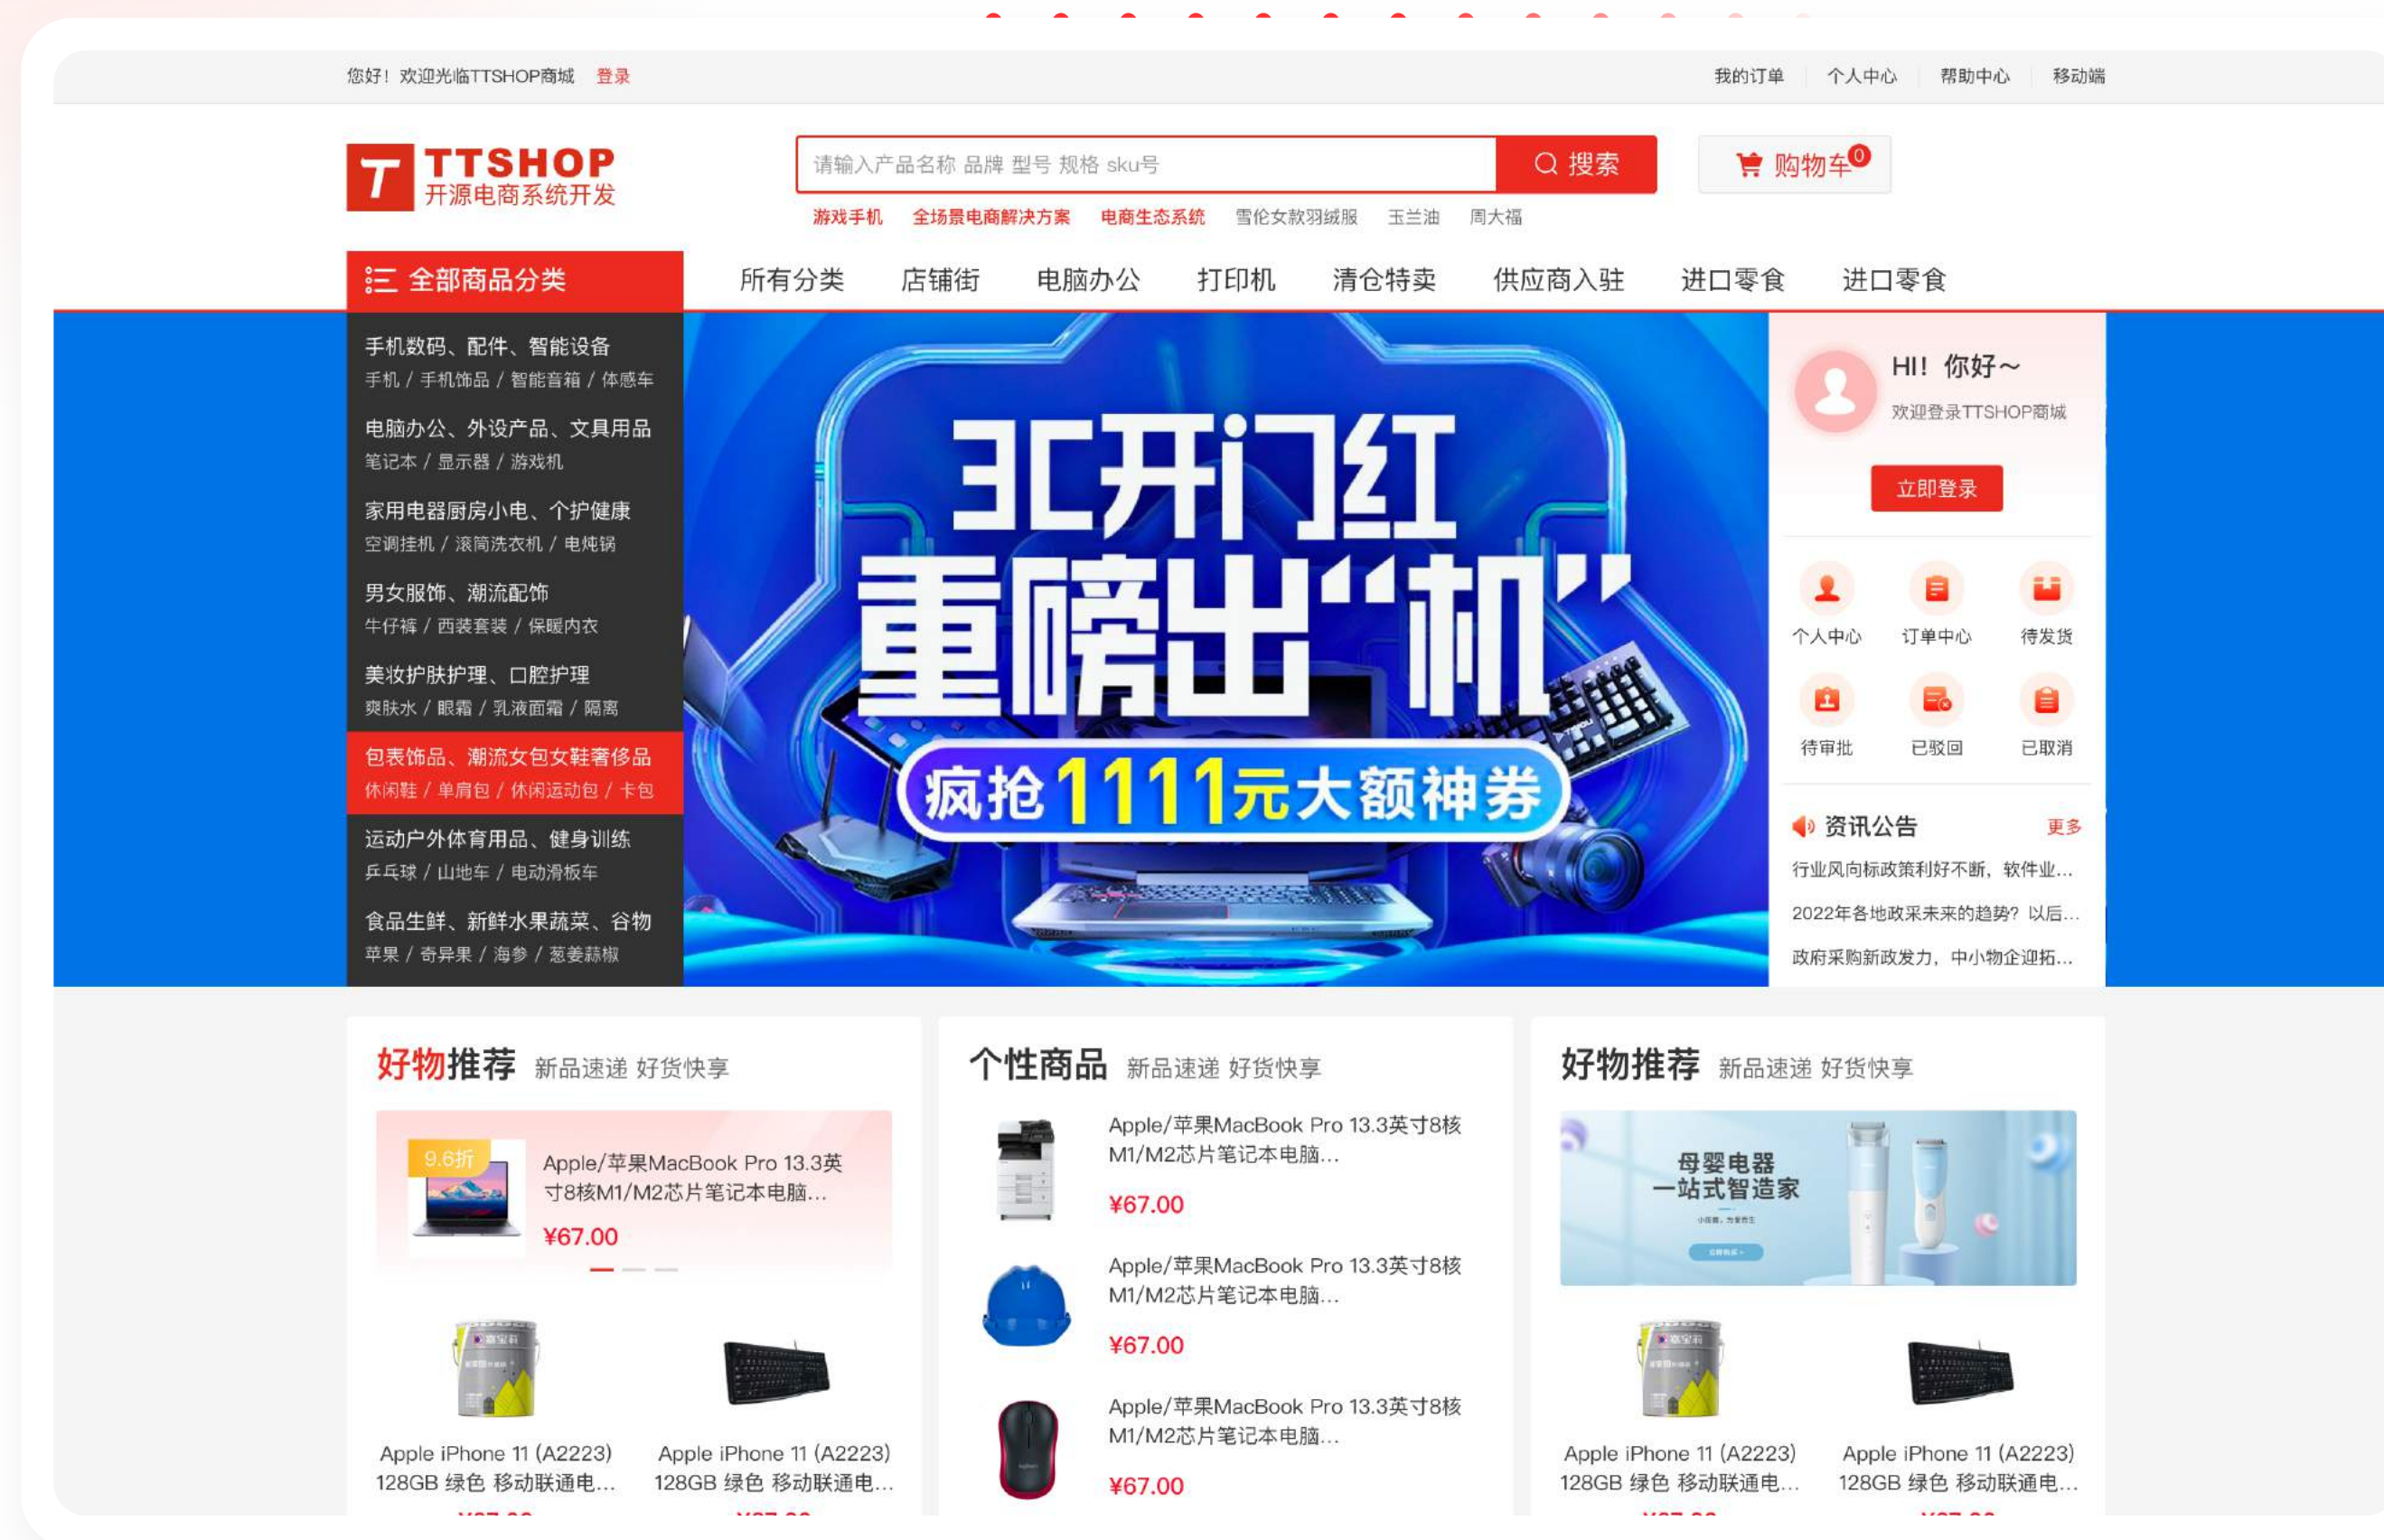 您好！欢迎光临TTSHOP商城 登录
我的订单 个人中心 帮助中心 移动端
TTSHOP
开源电商系统开发
请输入产品名称 品牌 型号 规格 sku号
搜索
购物车 0
游戏手机 全场景电商解决方案 电商生态系统 雪伦女款羽绒服 玉兰油 周大福
全部商品分类
所有分类 店铺街 电脑办公 打印机 清仓特卖 供应商入驻 进口零食 进口零食
手机数码、配件、智能设备
手机 / 手机饰品 / 智能音箱 / 体感车
电脑办公、外设产品、文具用品
笔记本 / 显示器 / 游戏机
家用电器厨房小电、个护健康
空调挂机 / 滚筒洗衣机 / 电炖锅
男女服饰、潮流配饰
牛仔裤 / 西装套装 / 保暖内衣
美妆护肤护理、口腔护理
爽肤水 / 眼霜 / 乳液面霜 / 隔离
包表饰品、潮流女包女鞋奢侈品
休闲鞋 / 单肩包 / 休闲运动包 / 卡包
运动户外体育用品、健身训练
乒乓球 / 山地车 / 电动滑板车
食品生鲜、新鲜水果蔬菜、谷物
苹果 / 奇异果 / 海参 / 葱姜蒜椒
3C开门红
重磅出“机”
疯抢1111元大额神券
HI！你好～
欢迎登录TTSHOP商城
立即登录
个人中心 订单中心 待发货
待审批 已驳回 已取消
资讯公告 更多
行业风向标政策利好不断，软件业...
2022年各地政采未来的趋势？以后...
政府采购新政发力，中小物企迎拓...
好物推荐 新品速递 好货快享
9.6折
Apple/苹果MacBook Pro 13.3英
寸8核M1/M2芯片笔记本电脑...
¥67.00
Apple iPhone 11 (A2223)
128GB 绿色 移动联通电...
Apple iPhone 11 (A2223)
128GB 绿色 移动联通电...
个性商品 新品速递 好货快享
Apple/苹果MacBook Pro 13.3英寸8核
M1/M2芯片笔记本电脑...
¥67.00
Apple/苹果MacBook Pro 13.3英寸8核
M1/M2芯片笔记本电脑...
¥67.00
Apple/苹果MacBook Pro 13.3英寸8核
M1/M2芯片笔记本电脑...
¥67.00
好物推荐 新品速递 好货快享
母婴电器
一站式智造家
Apple iPhone 11 (A2223)
128GB 绿色 移动联通电...
Apple iPhone 11 (A2223)
128GB 绿色 移动联通电...